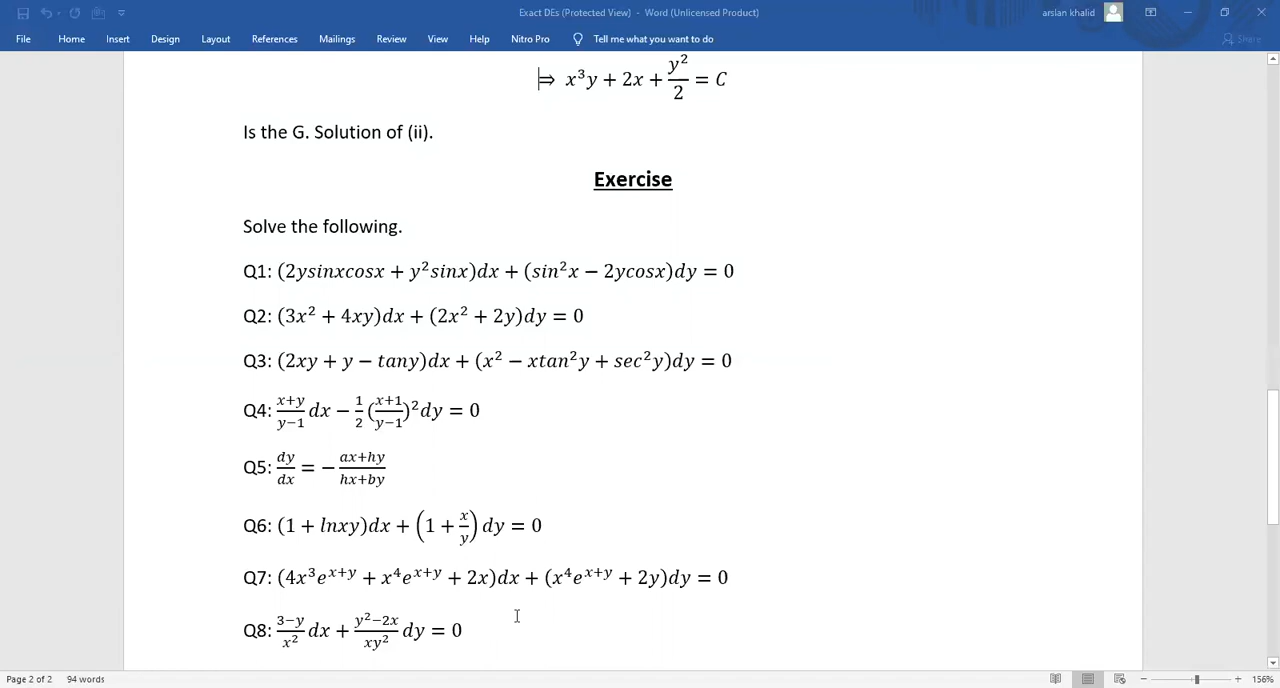 Exact DEs (Protected View) - Word (Unlicensed Product)
arslan khalid
File Home Insert Design Layout References Mailings Review View Help Nitro Pro Tell me what you want to do Share
⟹ x³y + 2x + y²/2 = C
Is the G. Solution of (ii).
Exercise
Solve the following.
Q1: (2ysinxcosx + y²sinx)dx + (sin²x − 2ycosx)dy = 0
Q2: (3x² + 4xy)dx + (2x² + 2y)dy = 0
Q3: (2xy + y − tany)dx + (x² − xtan²y + sec²y)dy = 0
Q4: (x+y)/(y−1) dx − 1/2 ((x+1)/(y−1))² dy = 0
Q5: dy/dx = − (ax+hy)/(hx+by)
Q6: (1 + lnxy)dx + (1 + x/y) dy = 0
Q7: (4x³eˣ⁺ʸ + x⁴eˣ⁺ʸ + 2x)dx + (x⁴eˣ⁺ʸ + 2y)dy = 0
Q8: (3−y)/x² dx + (y²−2x)/(xy²) dy = 0
Page 2 of 2 94 words 156%